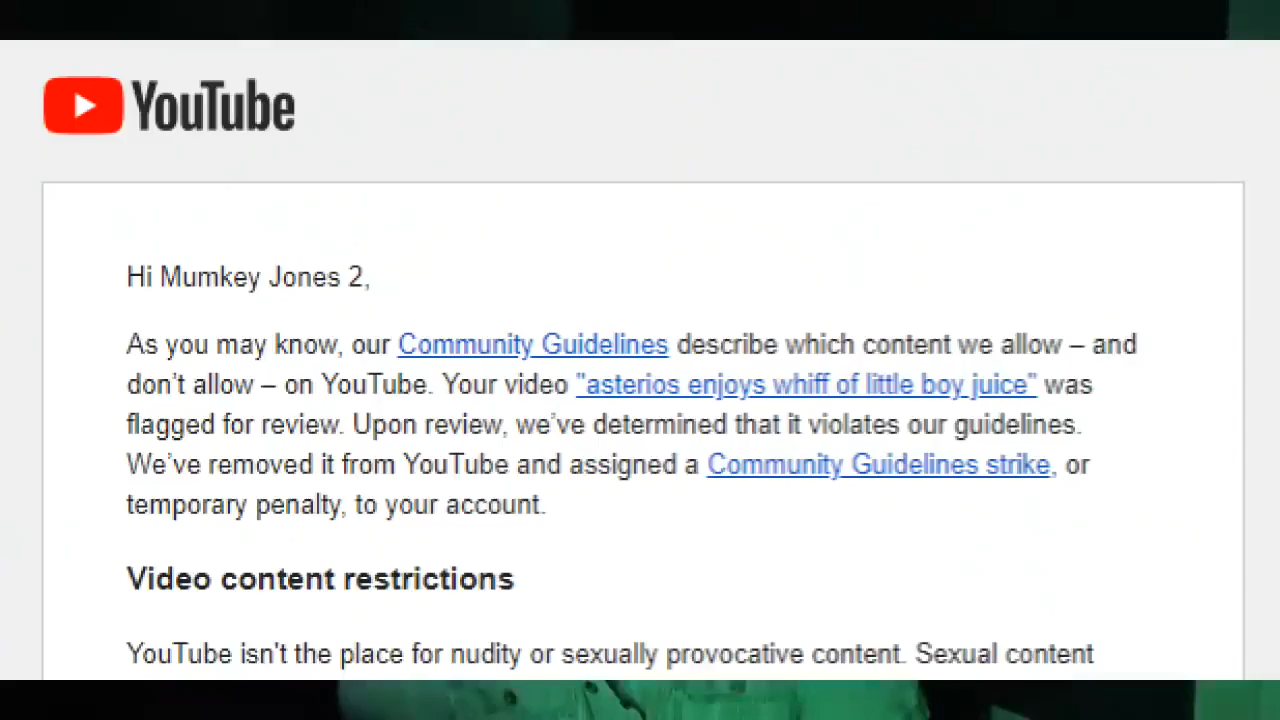 YouTube
Hi Mumkey Jones 2,
As you may know, our Community Guidelines describe which content we allow – and
don’t allow – on YouTube. Your video "asterios enjoys whiff of little boy juice" was
flagged for review. Upon review, we’ve determined that it violates our guidelines.
We’ve removed it from YouTube and assigned a Community Guidelines strike, or
temporary penalty, to your account.
Video content restrictions
YouTube isn't the place for nudity or sexually provocative content. Sexual content